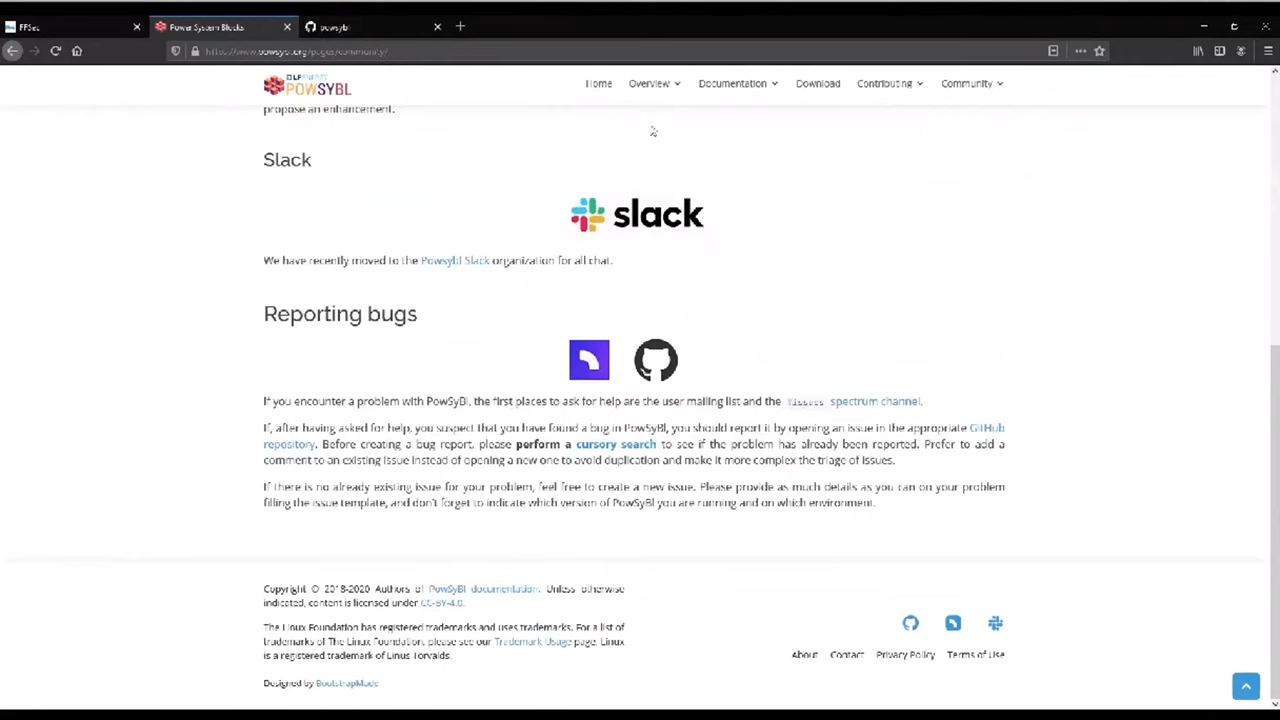 FFSec
Power System Blocks
powsybl
https://www.powsybl.org/pages/community/
LFENERGY
POWSYBL
Home
Overview
Documentation
Download
Contributing
Community
propose an enhancement.
Slack
slack
We have recently moved to the Powsybl Slack organization for all chat.
Reporting bugs
If you encounter a problem with PowSyBl, the first places to ask for help are the user mailing list and the #issues spectrum channel.
If, after having asked for help, you suspect that you have found a bug in PowSyBl, you should report it by opening an issue in the appropriate GitHub
repository. Before creating a bug report, please perform a cursory search to see if the problem has already been reported. Prefer to add a
comment to an existing issue instead of opening a new one to avoid duplication and make it more complex the triage of issues.
If there is no already existing issue for your problem, feel free to create a new issue. Please provide as much details as you can on your problem
filling the issue template, and don't forget to indicate which version of PowSyBl you are running and on which environment.
Copyright © 2018-2020 Authors of PowSyBl documentation. Unless otherwise
indicated, content is licensed under CC-BY-4.0.
The Linux Foundation has registered trademarks and uses trademarks. For a list of
trademarks of The Linux Foundation, please see our Trademark Usage page. Linux
is a registered trademark of Linus Torvalds.
Designed by BootstrapMade
About
Contact
Privacy Policy
Terms of Use